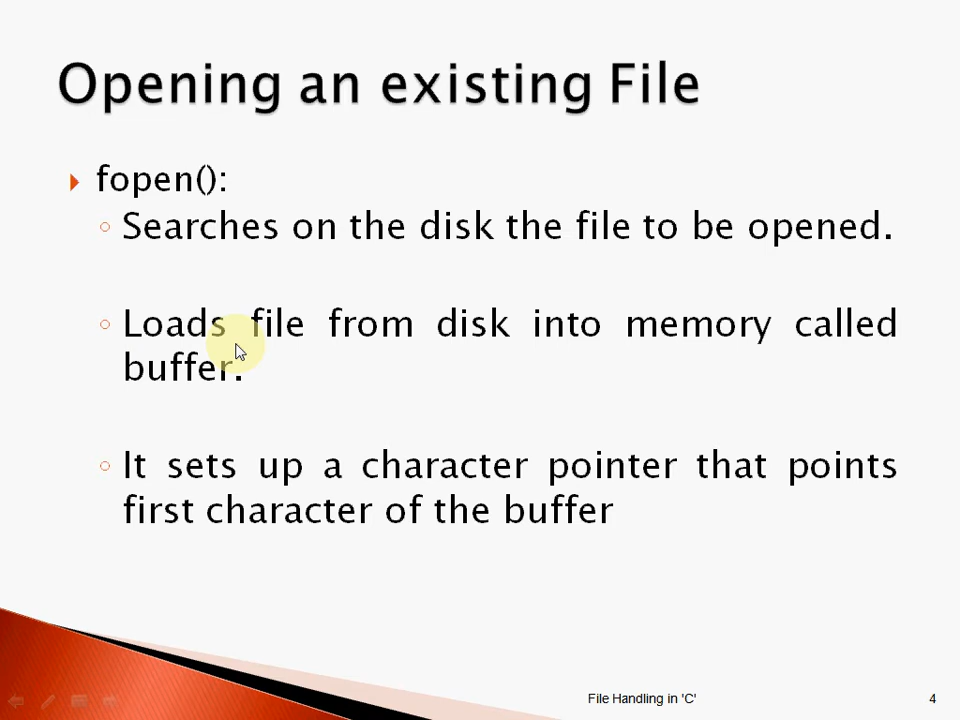 Opening an existing File
fopen():
Searches on the disk the file to be opened.
Loads file from disk into memory called
buffer.
It sets up a character pointer that points
first character of the buffer
File Handling in 'C'
4